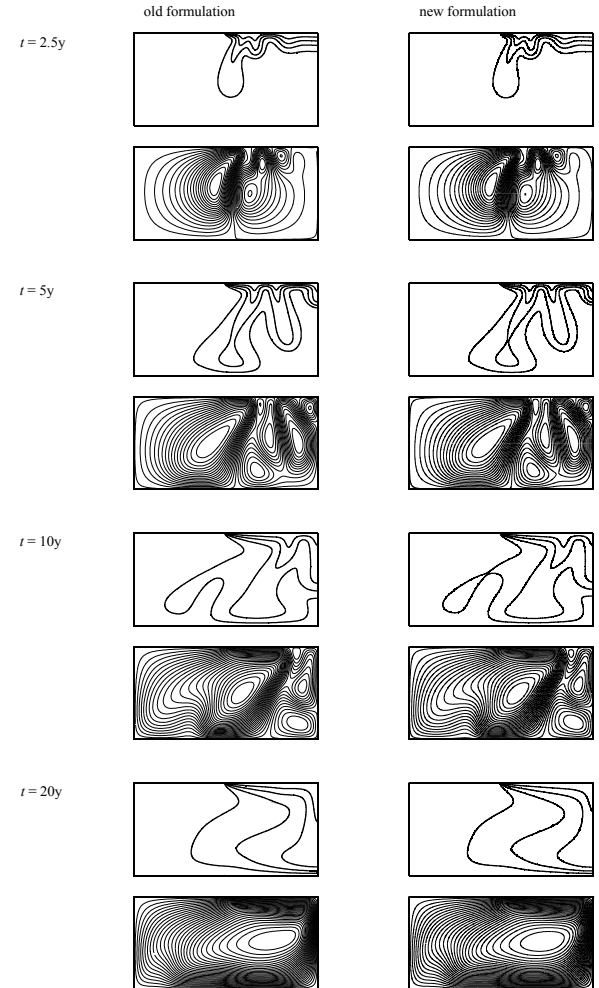 old formulation new formulation
t = 2.5y
t = 5y
t = 10y
t = 20y